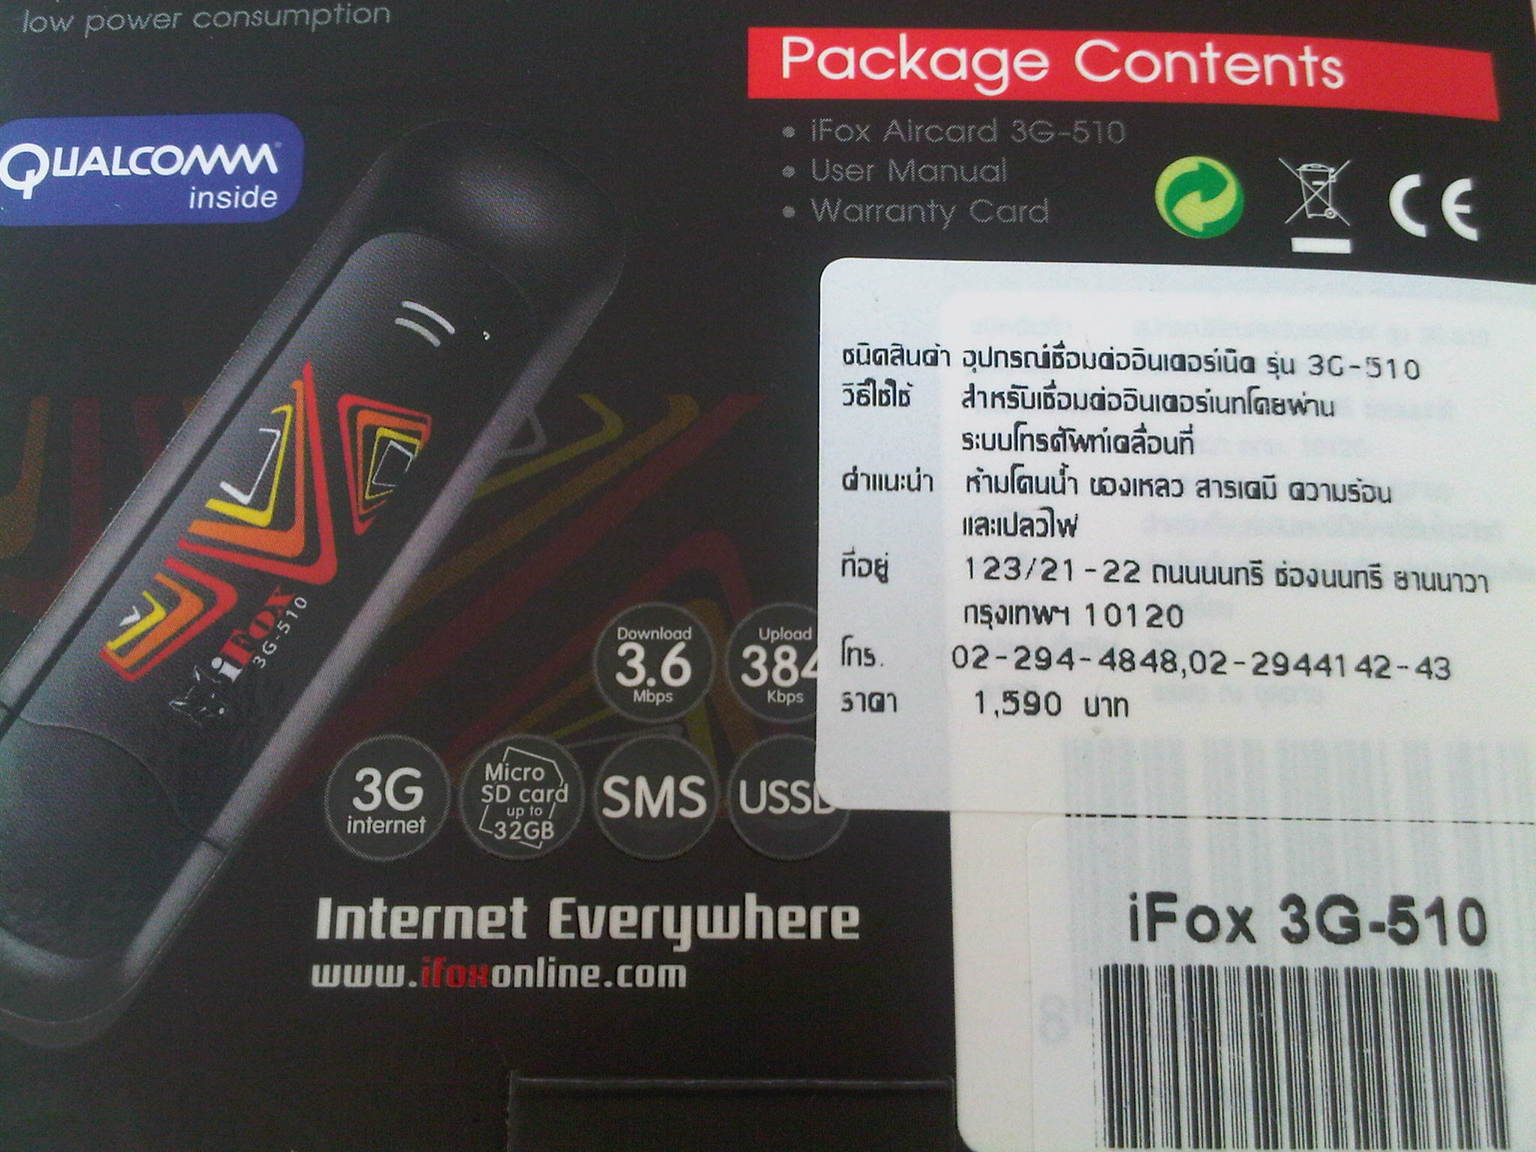 low power consumption
QUALCOMM
inside
Package Contents
• iFox Aircard 3G-510
• User Manual
• Warranty Card
CE
ชนิดสินค้า อุปกรณ์เชื่อมต่ออินเตอร์เน็ต รุ่น 3G-510
วิธีใช้ใช้ สำหรับเชื่อมต่ออินเตอร์เนทโดยผ่าน
ระบบโทรศัพท์เคลื่อนที่
คำแนะนำ ห้ามโดนน้ำ ของเหลว สารเคมี ความร้อน
และเปลวไฟ
ที่อยู่ 123/21-22 ถนนนนทรี ช่องนนทรี ยานนาวา
กรุงเทพฯ 10120
โทร. 02-294-4848,02-2944142-43
ราคา 1,590 บาท
iFox
3G-510
Download
3.6
Mbps
Upload
384
Kbps
3G
internet
Micro
SD card
up to
32GB
SMS
USSD
Internet Everywhere
www.ifoxonline.com
iFox 3G-510